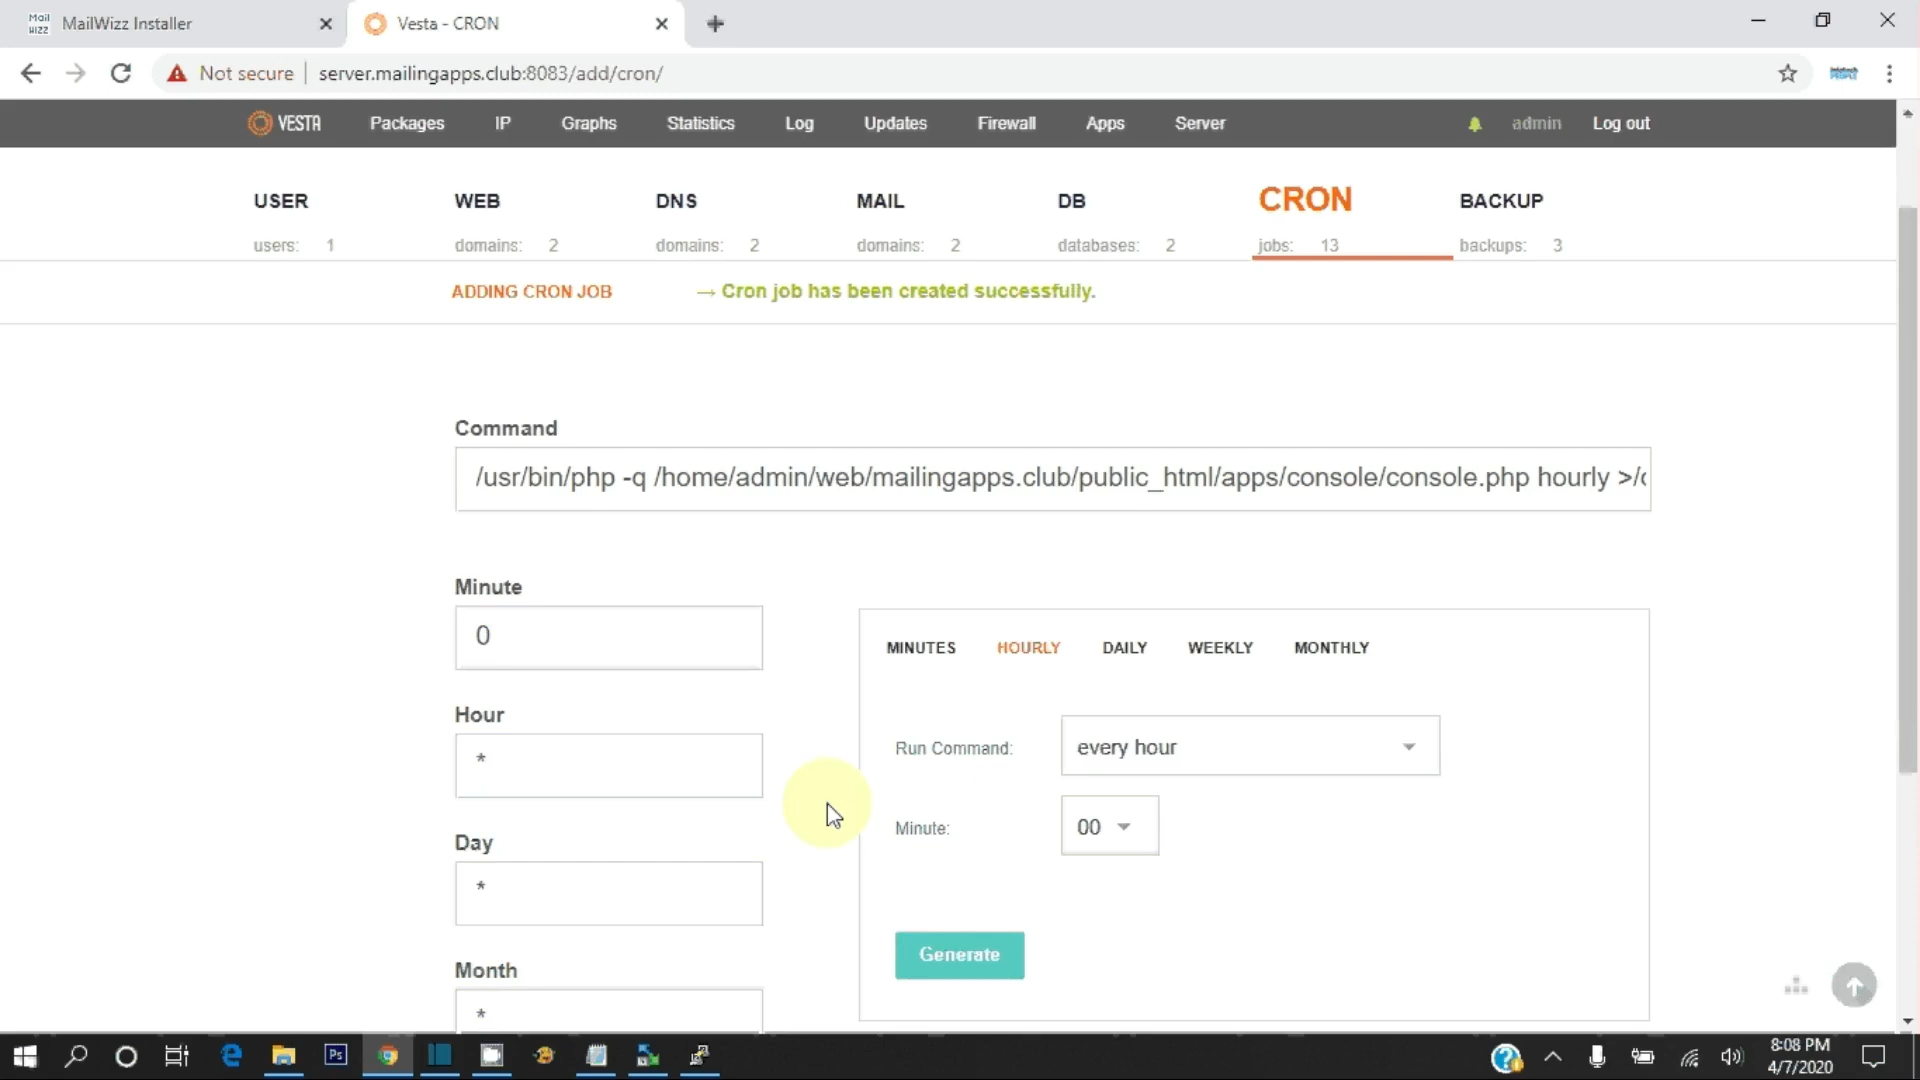 Mail
WIZZ
MailWizz Installer
Vesta - CRON
Not secure
server.mailingapps.club:8083/add/cron/
VESTA
Packages
IP
Graphs
Statistics
Log
Updates
Firewall
Apps
Server
admin
Log out
USER
WEB
DNS
MAIL
DB
CRON
BACKUP
users: 1
domains: 2
domains: 2
domains: 2
databases: 2
jobs: 13
backups: 3
ADDING CRON JOB
→ Cron job has been created successfully.
Command
/usr/bin/php -q /home/admin/web/mailingapps.club/public_html/apps/console/console.php hourly >/
Minute
0
MINUTES
HOURLY
DAILY
WEEKLY
MONTHLY
Hour
*
Run Command:
every hour
Minute:
00
Day
*
Generate
Month
*
Ps
8:08 PM
4/7/2020